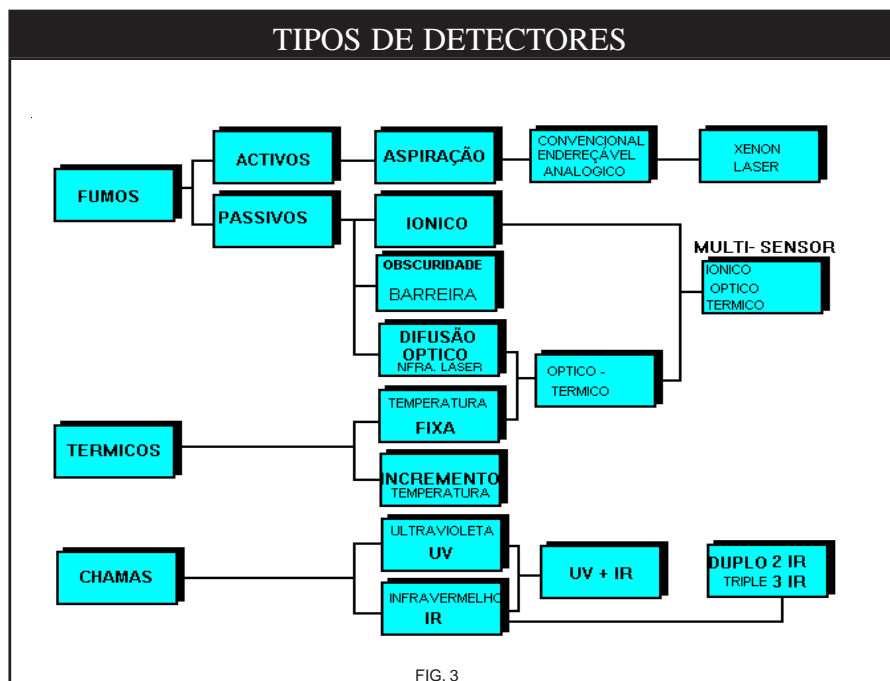 TIPOS DE DETECTORES
FUMOS
ACTIVOS
ASPIRAÇÃO
CONVENCIONAL
ENDEREÇÁVEL
ANALOGICO
XENON
LASER
PASSIVOS
IONICO
OBSCURIDADE
BARREIRA
DIFUSÃO
OPTICO
NFRA. LASER
MULTI- SENSOR
IONICO
OPTICO
TERMICO
OPTICO -
TERMICO
TERMICOS
TEMPERATURA
FIXA
INCREMENTO
TEMPERATURA
CHAMAS
ULTRAVIOLETA
UV
INFRAVERMELHO
IR
UV + IR
DUPLO 2 IR
TRIPLE 3 IR
FIG. 3